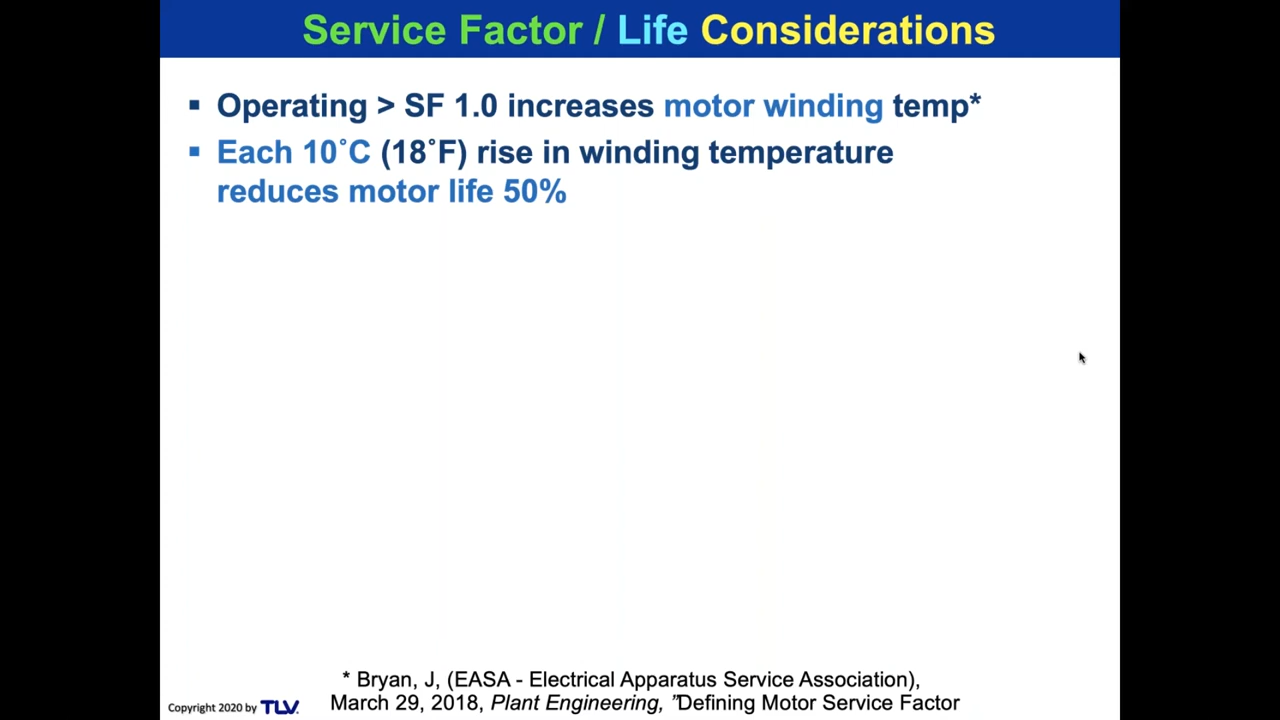 Service Factor / Life Considerations
▪ Operating > SF 1.0 increases motor winding temp*
▪ Each 10˚C (18˚F) rise in winding temperature
reduces motor life 50%
* Bryan, J, (EASA - Electrical Apparatus Service Association),
March 29, 2018, Plant Engineering, ”Defining Motor Service Factor
Copyright 2020 by TLV.